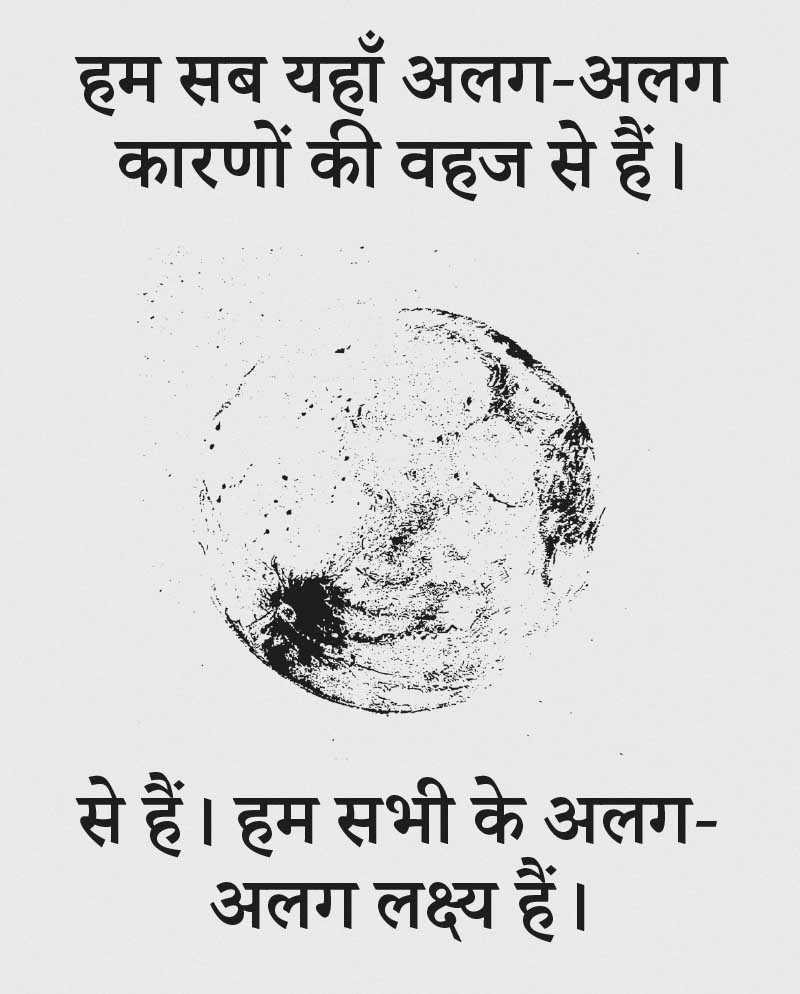 हम सब यहाँ अलग-अलग
कारणों की वहज से हैं।
से हैं। हम सभी के अलग-
अलग लक्ष्य हैं।